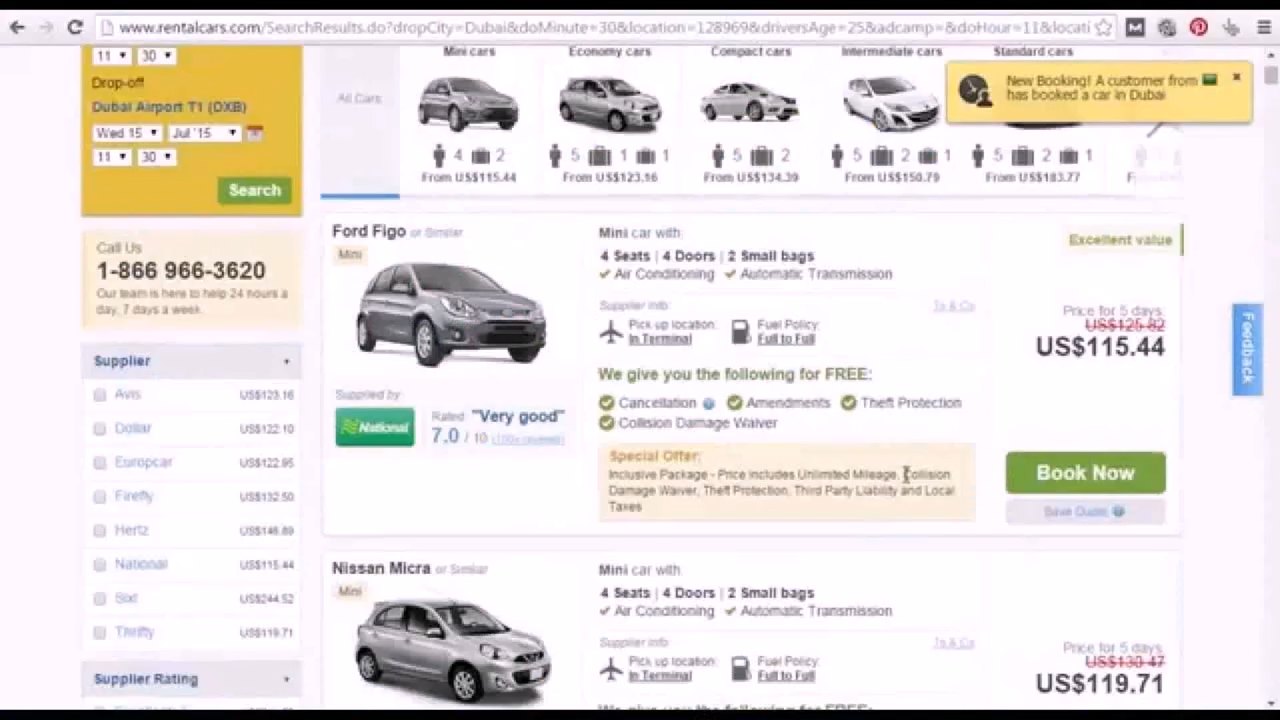 www.rentalcars.com/SearchResults.do?dropCity=Dubai&doMinute=30&location=128969&driversAge=25&adcamp=&doHour=11&locati
11 30
Drop-off
Dubai Airport T1 (DXB)
Wed 15 Jul '15
11 30
Search
Call Us
1-866 966-3620
Our team is here to help 24 hours a
day, 7 days a week.
Supplier
Avis US$123.16
Dollar US$122.10
Europcar US$122.95
Firefly US$132.50
Hertz US$146.89
National US$115.44
Sixt US$244.52
Thrifty US$119.71
Supplier Rating
All Cars
Mini cars
4 2
From US$115.44
Economy cars
5 1 1
From US$123.16
Compact cars
5 2
From US$134.39
Intermediate cars
5 2 1
From US$150.79
Standard cars
5 2 1
From US$183.77
New Booking! A customer from
has booked a car in Dubai
Ford Figo or Similar
Mini
Supplied by:
National
Rated: "Very good"
7.0 / 10
Mini car with:
4 Seats | 4 Doors | 2 Small bags
Air Conditioning Automatic Transmission
Supplier Info:
Ts & Cs
Pick up location:
In Terminal
Fuel Policy:
Full to Full
We give you the following for FREE:
Cancellation Amendments Theft Protection
Collision Damage Waiver
Special Offer:
Inclusive Package - Price includes Unlimited Mileage, Collision
Damage Waiver, Theft Protection, Third Party Liability and Local
Taxes
Excellent value
Price for 5 days:
US$125.82
US$115.44
Book Now
Save Quote
Feedback
Nissan Micra or Similar
Mini
Mini car with:
4 Seats | 4 Doors | 2 Small bags
Air Conditioning Automatic Transmission
Supplier Info:
Ts & Cs
Pick up location:
In Terminal
Fuel Policy:
Full to Full
Price for 5 days:
US$130.47
US$119.71
We give you the following for FREE: